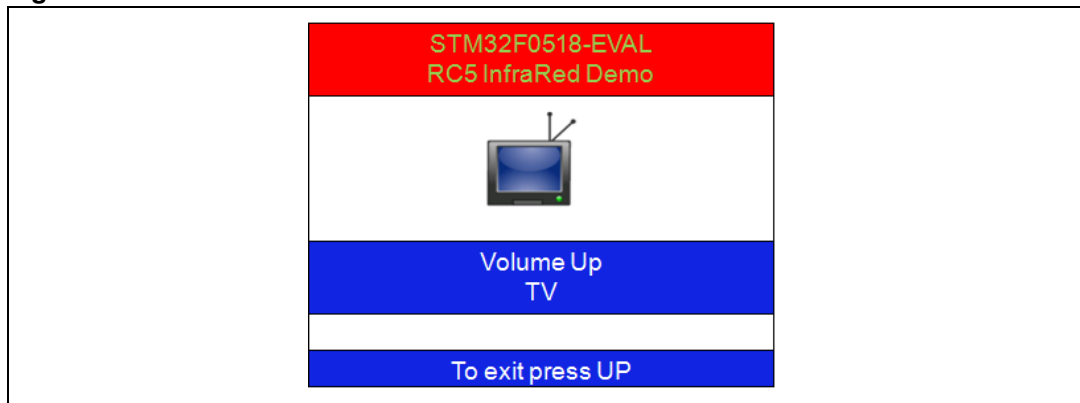 STM32F0518-EVAL
RC5 InfraRed Demo
Volume Up
TV
To exit press UP